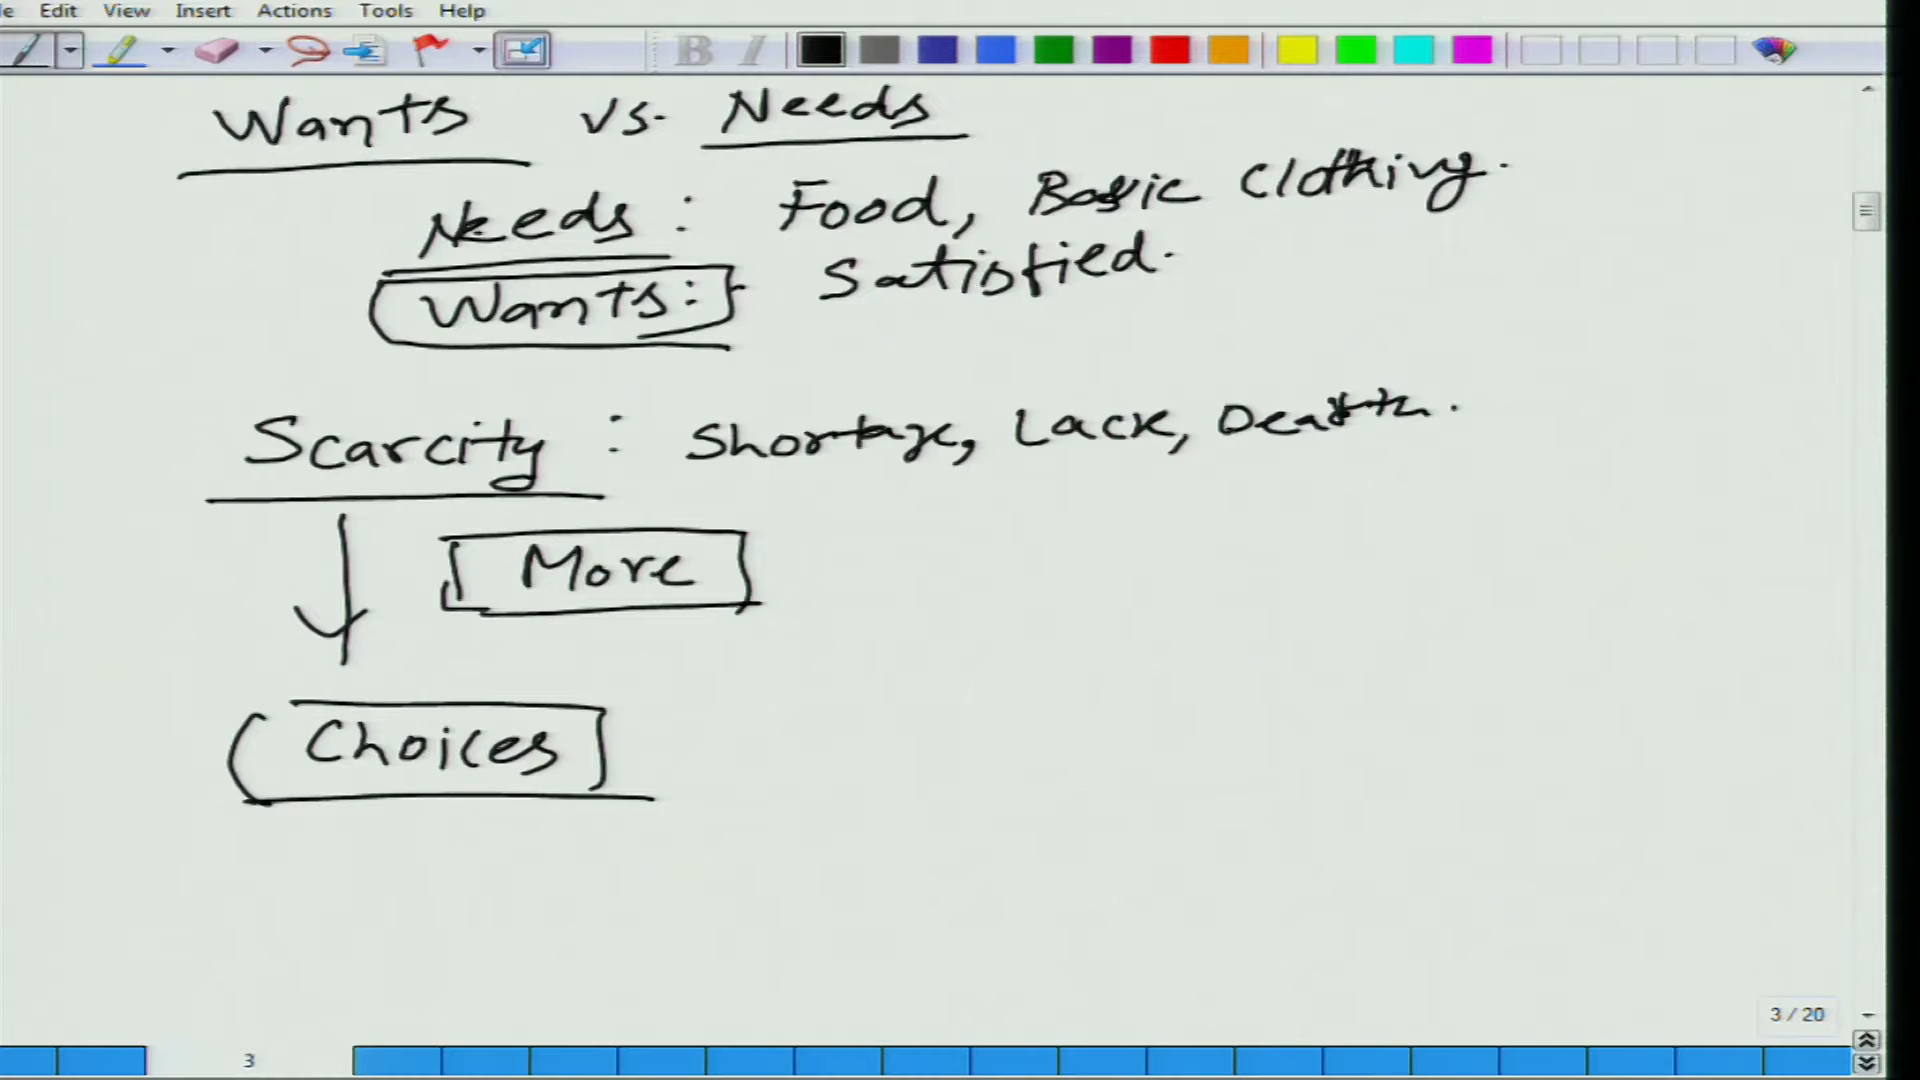 Edit View Insert Actions Tools Help
B I
Wants vs. Needs
Needs: Food, Basic Clothing.
Wants: Satisfied.
Scarcity: Shortage, Lack, Dearth.
More
Choices
3 / 20
3